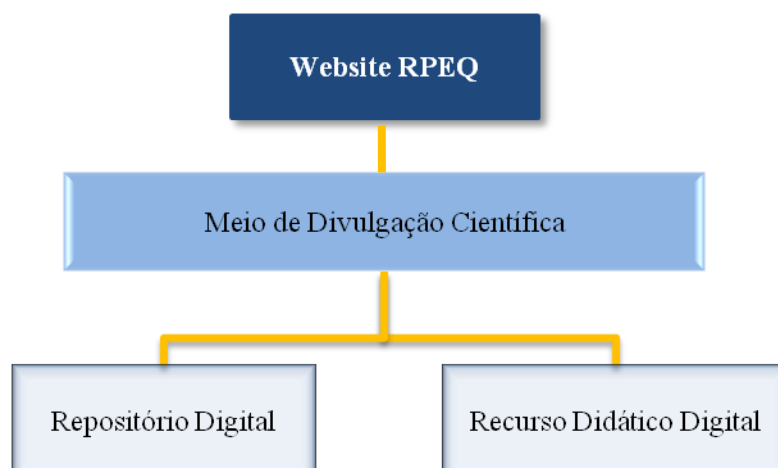 Website RPEQ
Meio de Divulgação Científica
Repositório Digital
Recurso Didático Digital